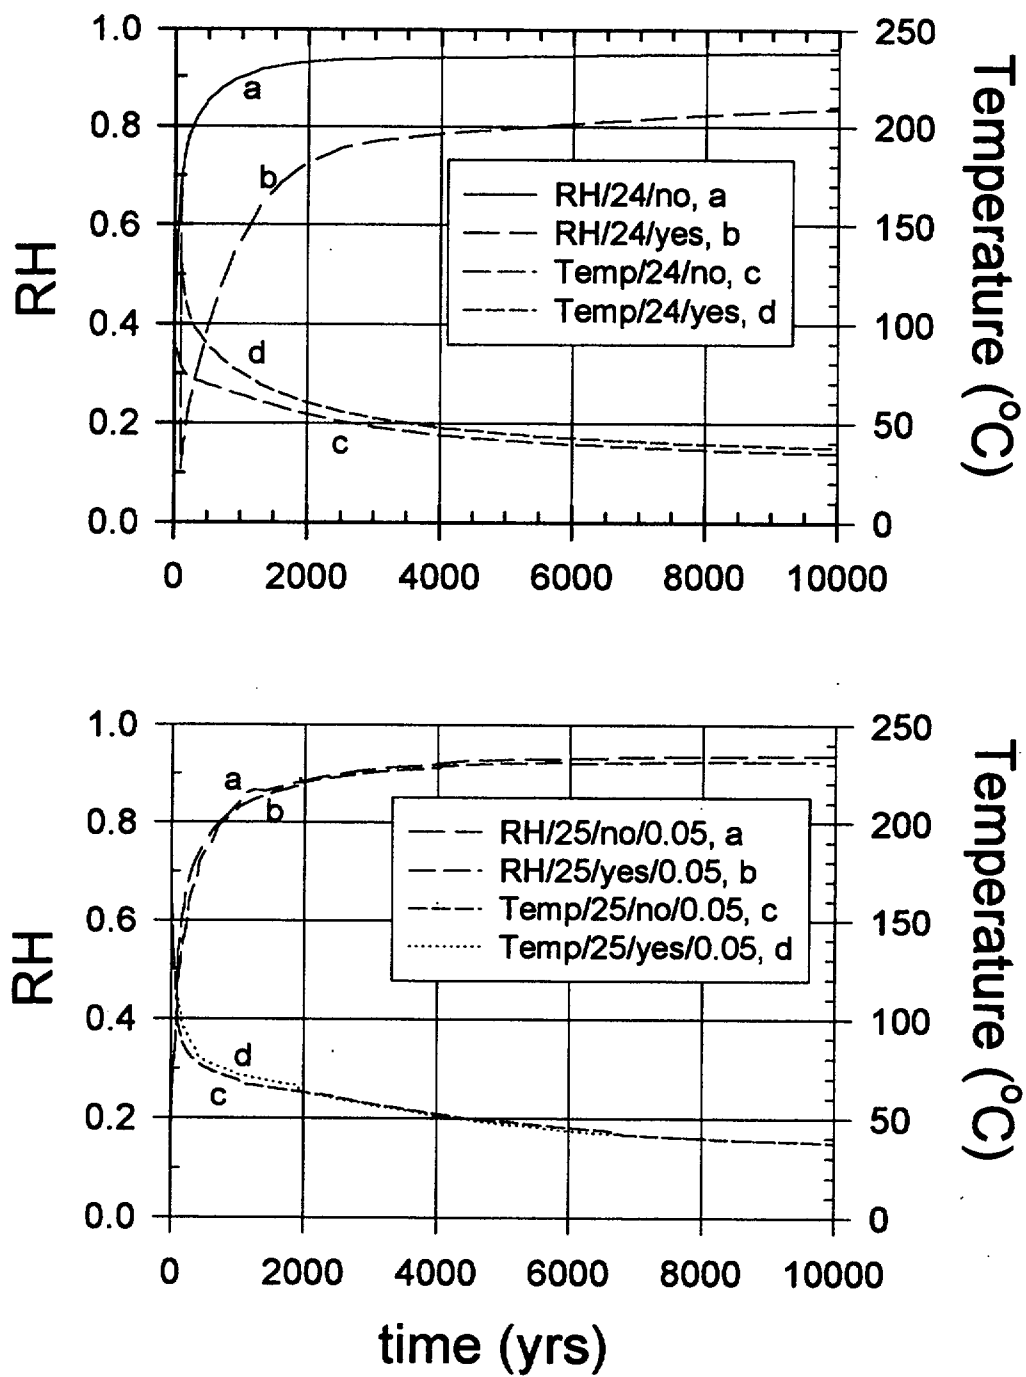 1.0
0.8
0.6
0.4
0.2
0.0
RH
250
200
150
100
50
0
Temperature (°C)
a
b
d
c
RH/24/no, a
RH/24/yes, b
Temp/24/no, c
Temp/24/yes, d
0 2000 4000 6000 8000 10000
1.0
0.8
0.6
0.4
0.2
0.0
RH
250
200
150
100
50
0
Temperature (°C)
a
b
d
c
RH/25/no/0.05, a
RH/25/yes/0.05, b
Temp/25/no/0.05, c
Temp/25/yes/0.05, d
0 2000 4000 6000 8000 10000
time (yrs)